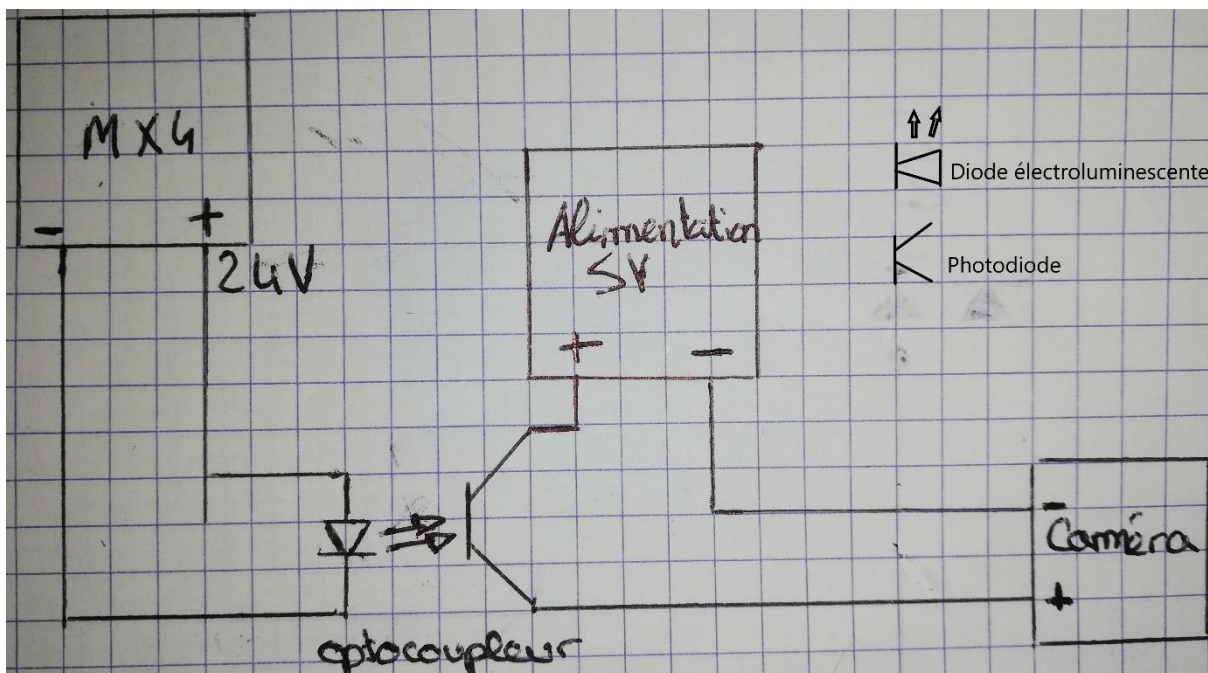 MX4
- +
24V
Alimentation
5V
+ -
Diode électroluminescente
Photodiode
-
Caméra
+
optocoupleur